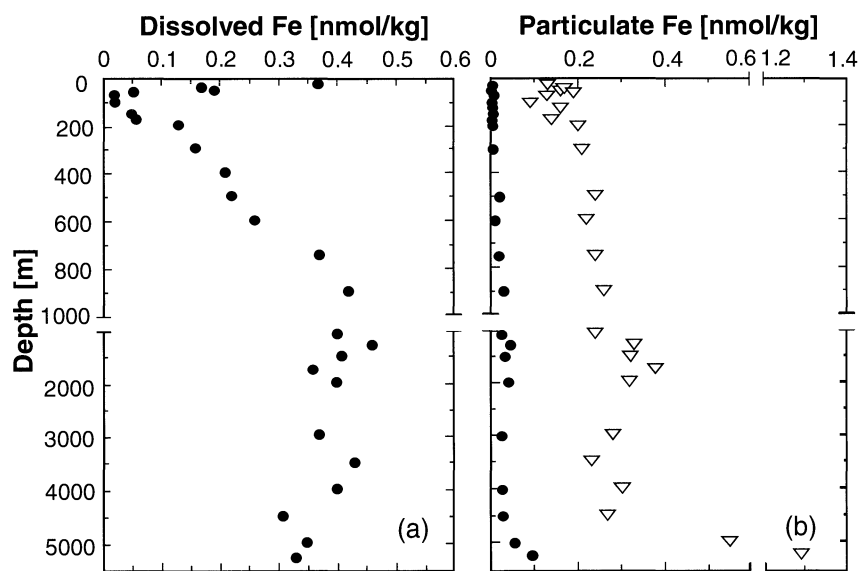 Dissolved Fe [nmol/kg]
0 0.1 0.2 0.3 0.4 0.5 0.6
Particulate Fe [nmol/kg]
0 0.2 0.4 0.6 1.2 1.4
Depth [m]
0
200
400
600
800
1000
2000
3000
4000
5000
(a)
(b)